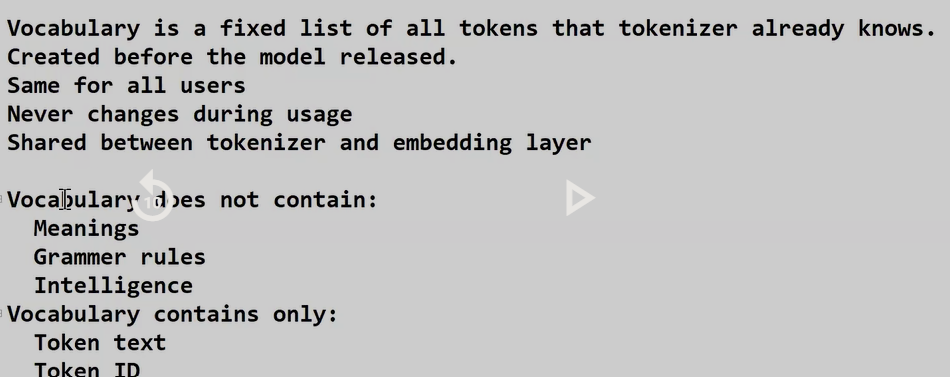 Vocabulary is a fixed list of all tokens that tokenizer already knows.
Created before the model released.
Same for all users
Never changes during usage
Shared between tokenizer and embedding layer
Vocabulary does not contain:
Meanings
Grammer rules
Intelligence
Vocabulary contains only:
Token text
Token ID